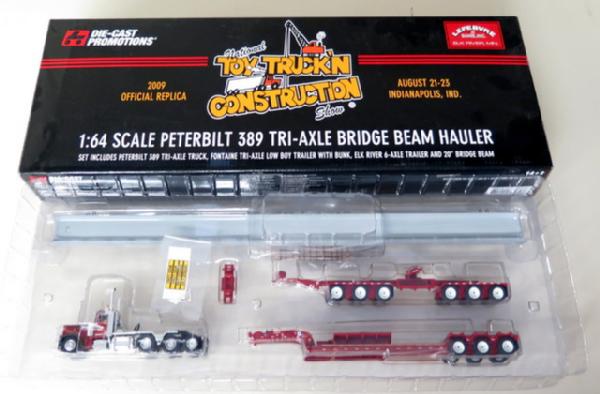 DIE-CAST
PROMOTIONS®
National
TOY TRUCK'N
CONSTRUCTION
Show
LEFEBVRE
ELK RIVER, MN.
2009
OFFICIAL REPLICA
AUGUST 21-23
INDIANAPOLIS, IND.
1:64 SCALE PETERBILT 389 TRI-AXLE BRIDGE BEAM HAULER
SET INCLUDES PETERBILT 389 TRI-AXLE TRUCK, FONTAINE TRI-AXLE LOW BOY TRAILER WITH BUNK, ELK RIVER 6-AXLE TRAILER AND 20" BRIDGE BEAM
DIE-CAST